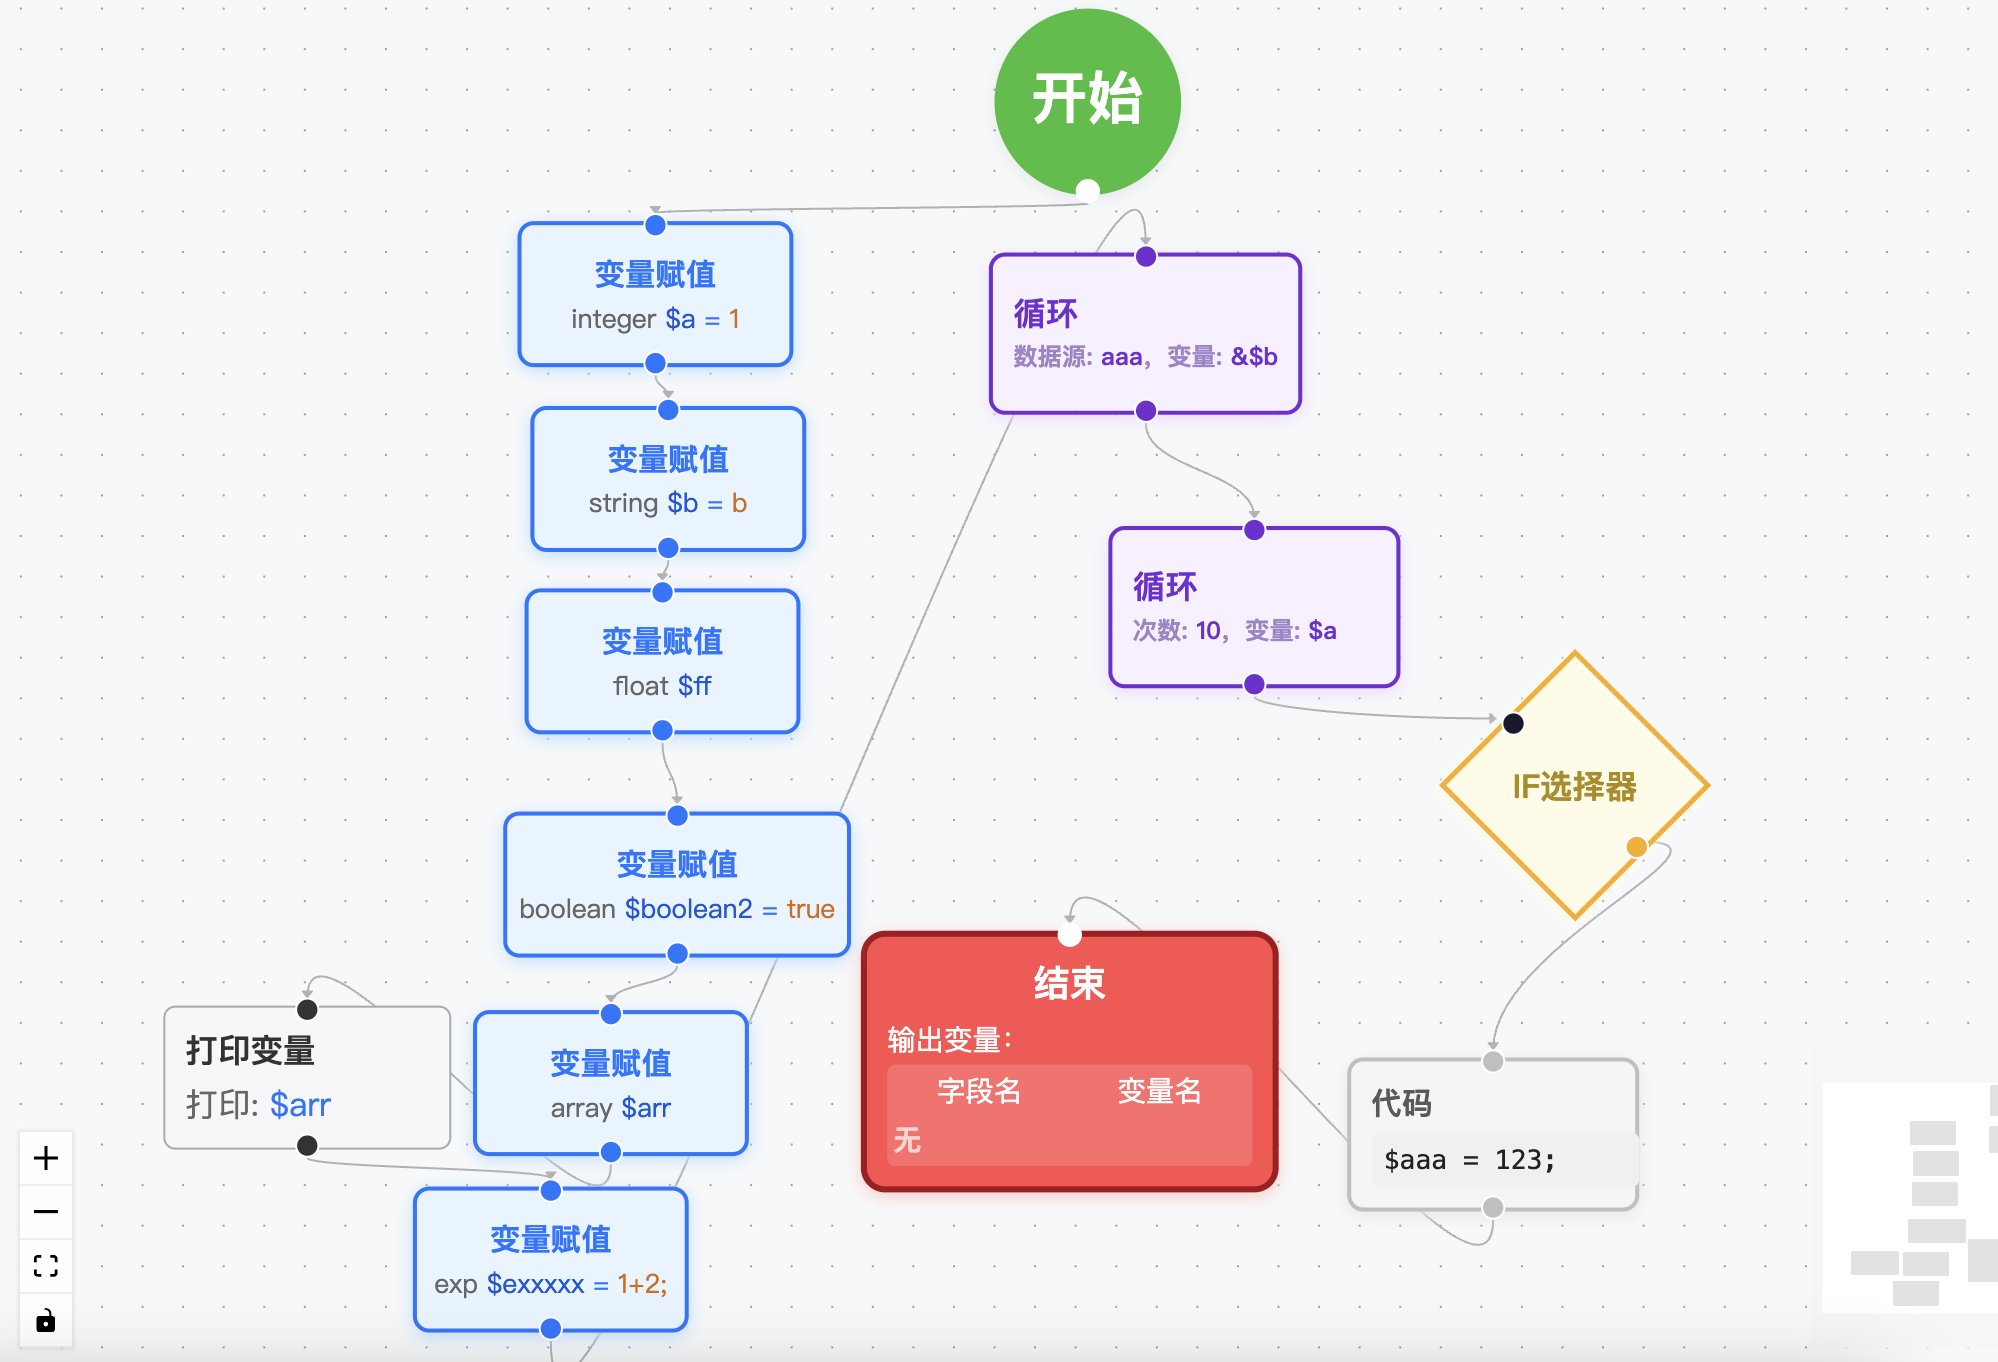 开始
变量赋值
integer $a = 1
变量赋值
string $b = b
变量赋值
float $ff
变量赋值
boolean $boolean2 = true
变量赋值
array $arr
打印变量
打印: $arr
变量赋值
exp $exxxxx = 1+2;
循环
数据源: aaa, 变量: &$b
循环
次数: 10, 变量: $a
IF选择器
代码
$aaa = 123;
结束
输出变量:
字段名 变量名
无